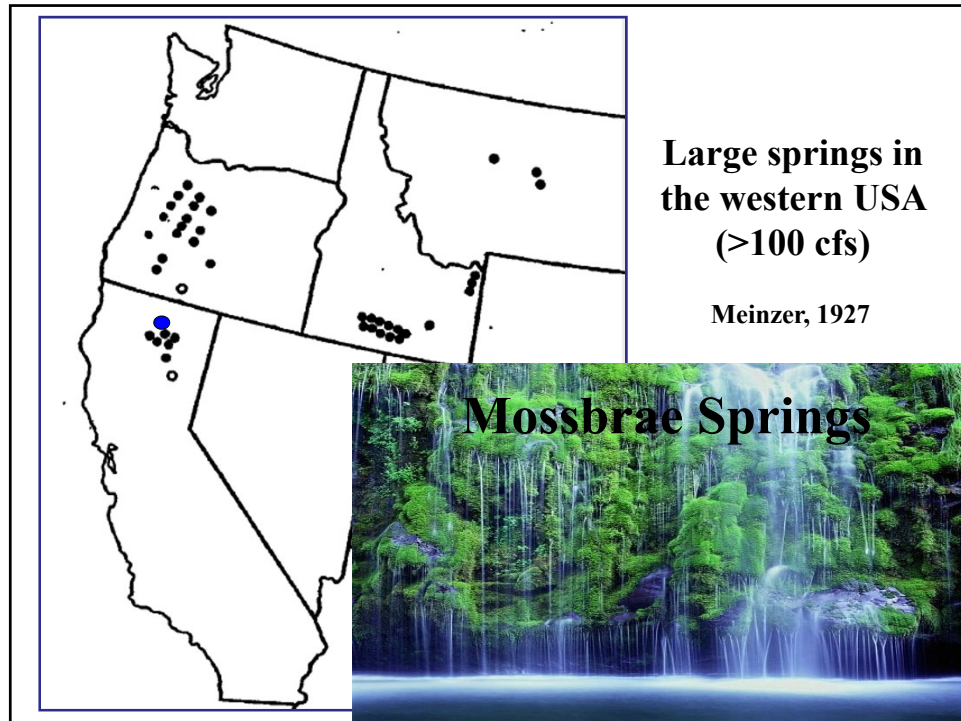 Large springs in
the western USA
(>100 cfs)
Meinzer, 1927
Mossbrae Springs